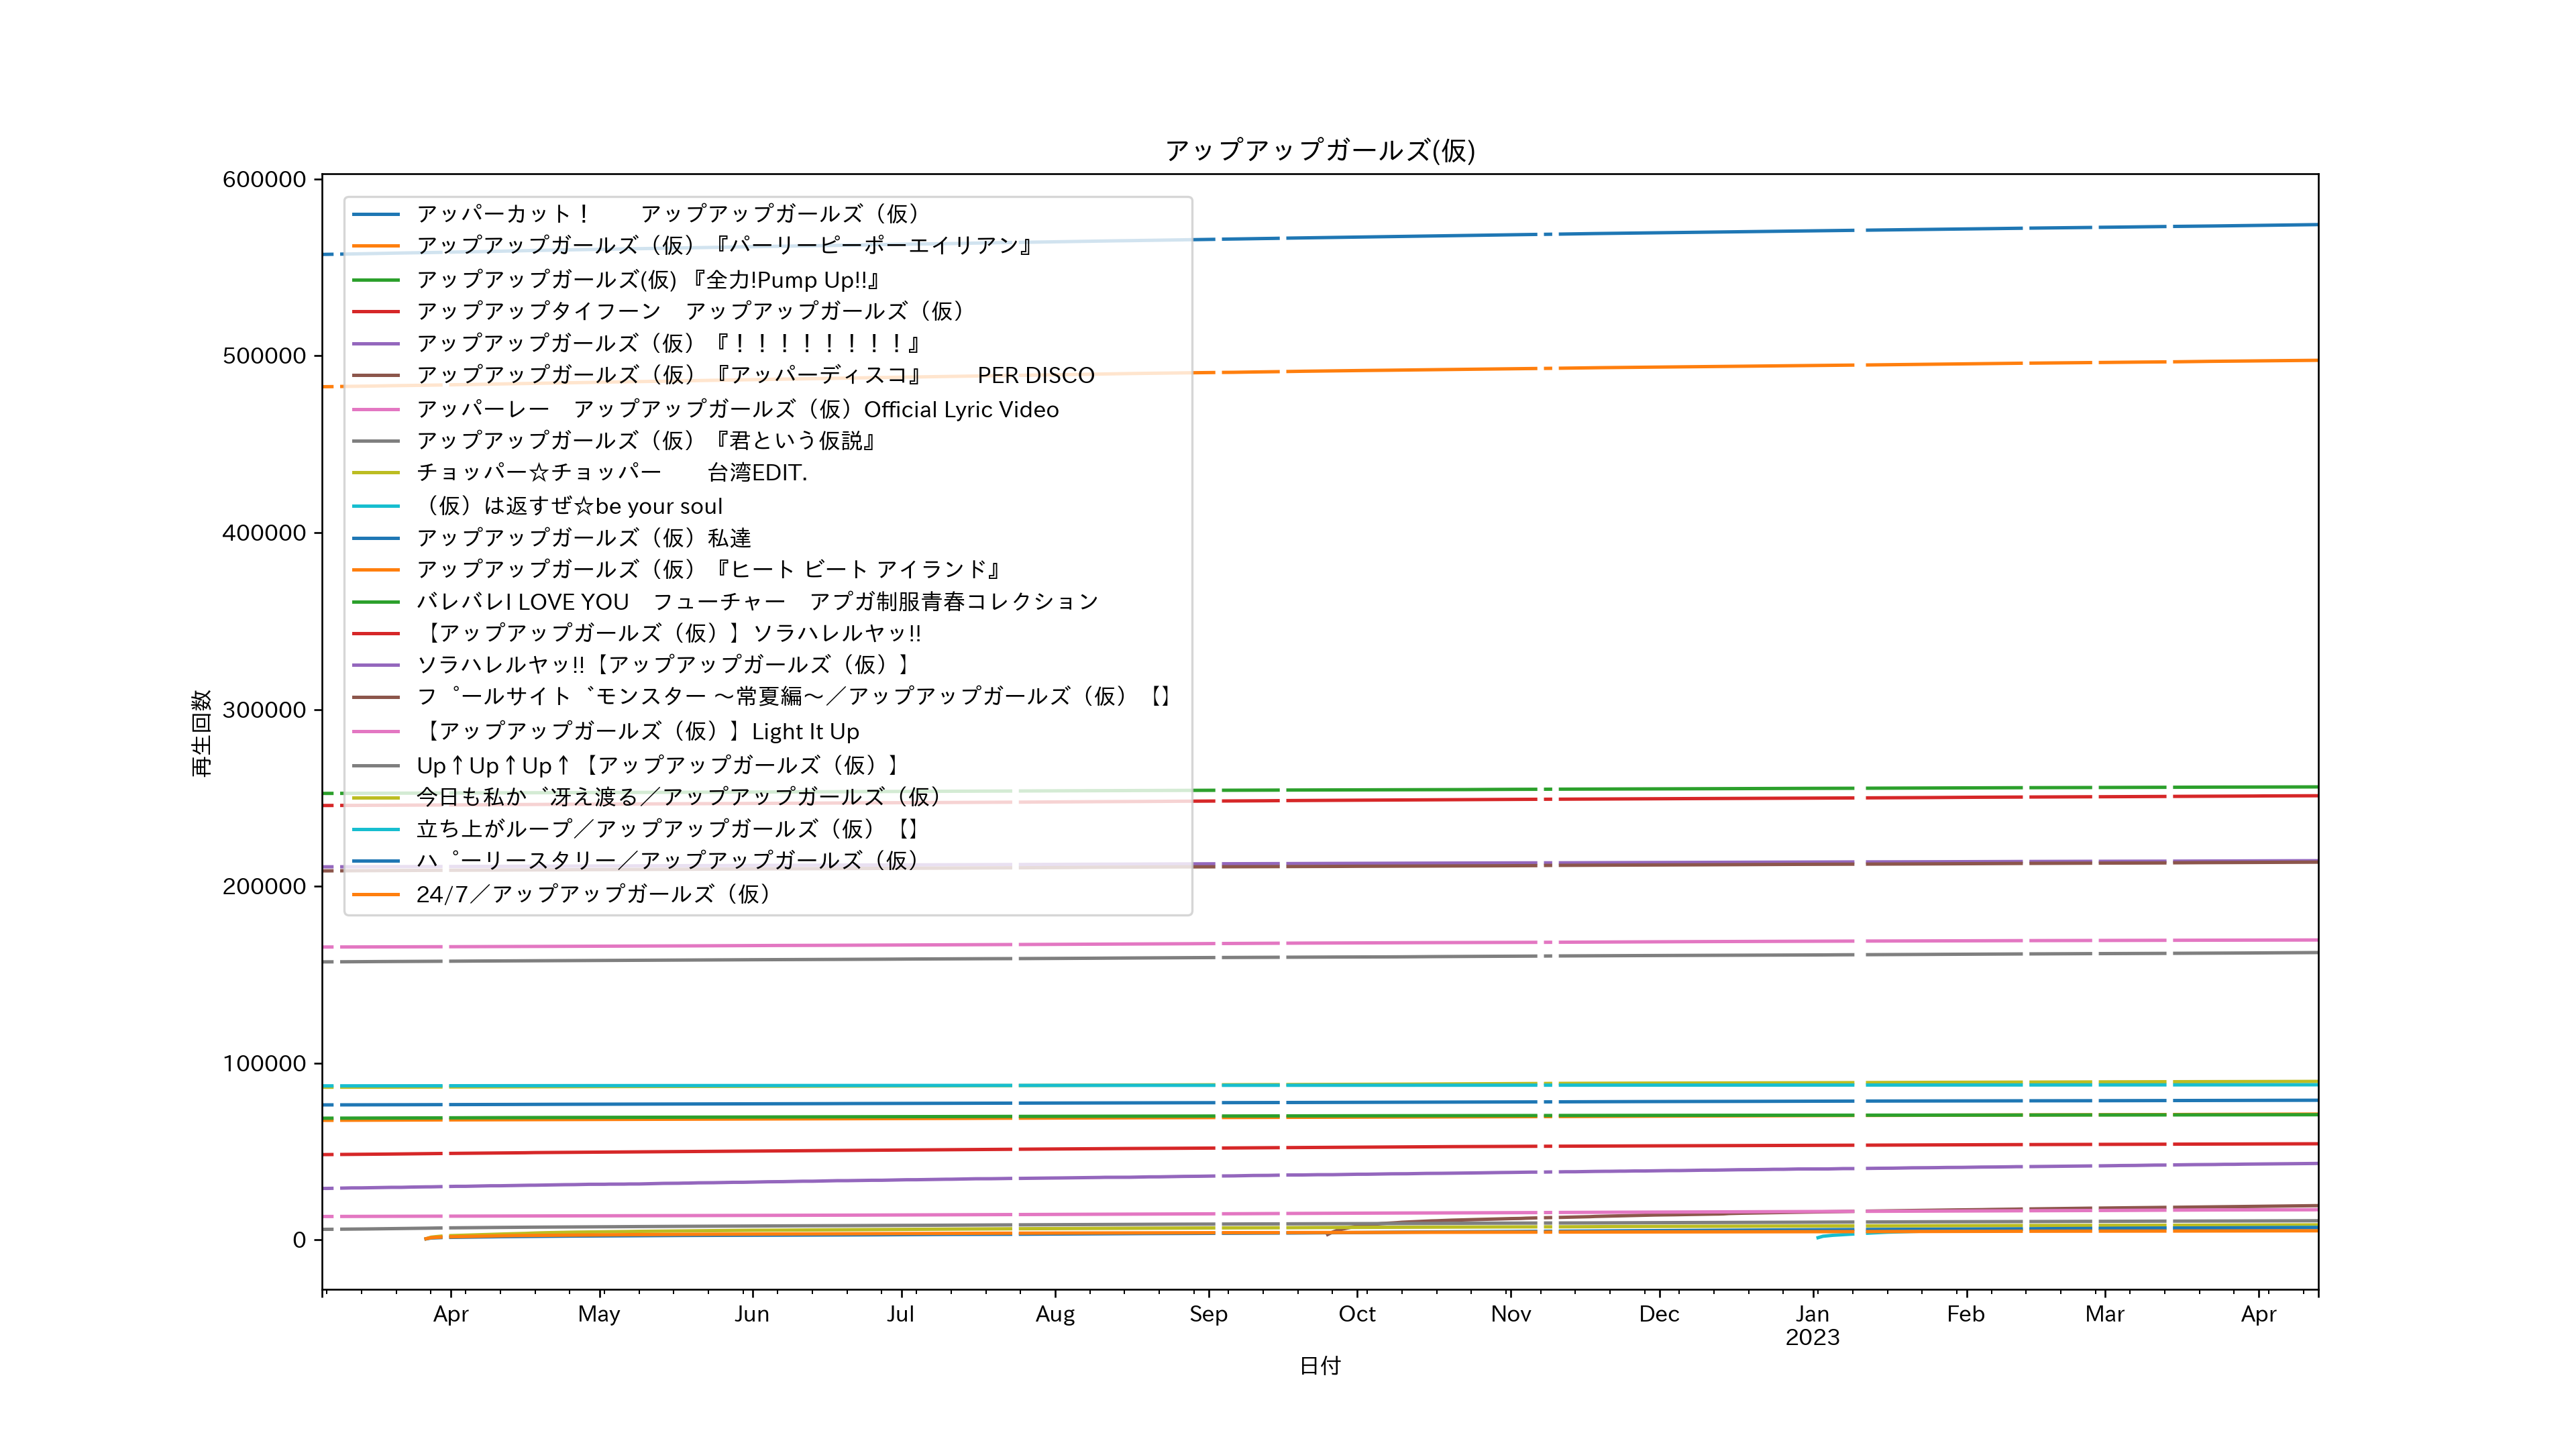 アップアップガールズ(仮)
600000
500000
400000
300000
200000
100000
0
再生回数
アッパーカット！　　アップアップガールズ（仮）
アップアップガールズ（仮）『パーリーピーポーエイリアン』
アップアップガールズ(仮) 『全力!Pump Up!!』
アップアップタイフーン　アップアップガールズ（仮）
アップアップガールズ（仮）『！！！！！！！！』
アップアップガールズ（仮）『アッパーディスコ』　　PER DISCO
アッパーレー　アップアップガールズ（仮）Official Lyric Video
アップアップガールズ（仮）『君という仮説』
チョッパー☆チョッパー　　台湾EDIT.
（仮）は返すぜ☆be your soul
アップアップガールズ（仮）私達
アップアップガールズ（仮）『ヒート ビート アイランド』
バレバレI LOVE YOU　フューチャー　アプガ制服青春コレクション
【アップアップガールズ（仮）】ソラハレルヤッ!!
ソラハレルヤッ!!【アップアップガールズ（仮）】
フ゜ールサイト゛モンスター 〜常夏編〜／アップアップガールズ（仮）【】
【アップアップガールズ（仮）】Light It Up
Up↑Up↑Up↑【アップアップガールズ（仮）】
今日も私か゛冴え渡る／アップアップガールズ（仮）
立ち上がループ／アップアップガールズ（仮）【】
ハ゜ーリースタリー／アップアップガールズ（仮）
24/7／アップアップガールズ（仮）
Apr May Jun Jul Aug Sep Oct Nov Dec Jan Feb Mar Apr
2023
日付